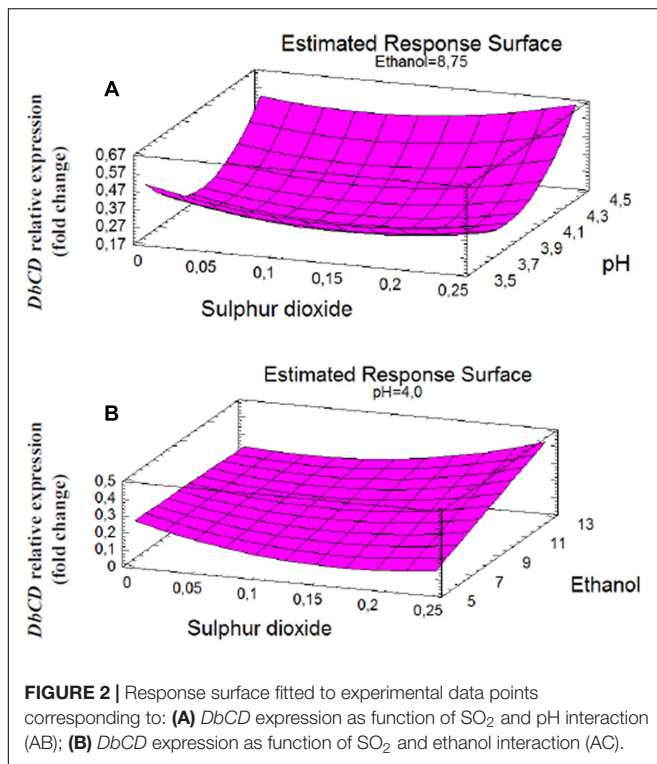 Estimated Response Surface
Ethanol=8,75
A
DbCD relative expression
(fold change)
0,67
0,57
0,47
0,37
0,27
0,17
0
0,05
0,1
0,15
0,2
0,25
Sulphur dioxide
3,5
3,7
3,9
4,1
4,3
4,5
pH
Estimated Response Surface
pH=4,0
B
DbCD relative expression
(fold change)
0,5
0,4
0,3
0,2
0,1
0
0
0,05
0,1
0,15
0,2
0,25
Sulphur dioxide
5
7
9
11
13
Ethanol
FIGURE 2 | Response surface fitted to experimental data points
corresponding to: (A) DbCD expression as function of SO₂ and pH interaction
(AB); (B) DbCD expression as function of SO₂ and ethanol interaction (AC).